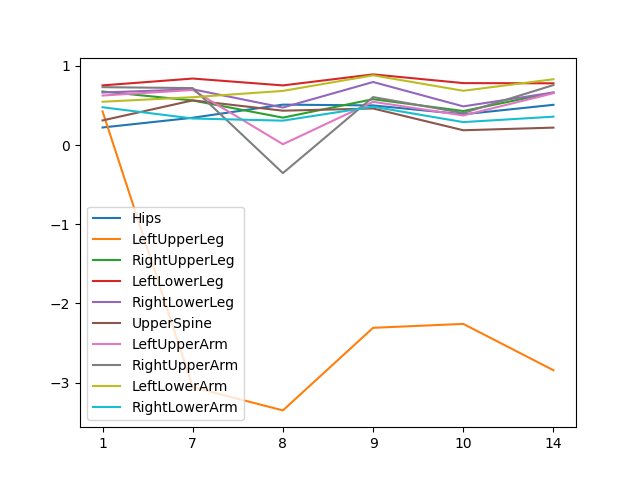 1
0
−1
−2
−3
Hips
LeftUpperLeg
RightUpperLeg
LeftLowerLeg
RightLowerLeg
UpperSpine
LeftUpperArm
RightUpperArm
LeftLowerArm
RightLowerArm
1 7 8 9 10 14